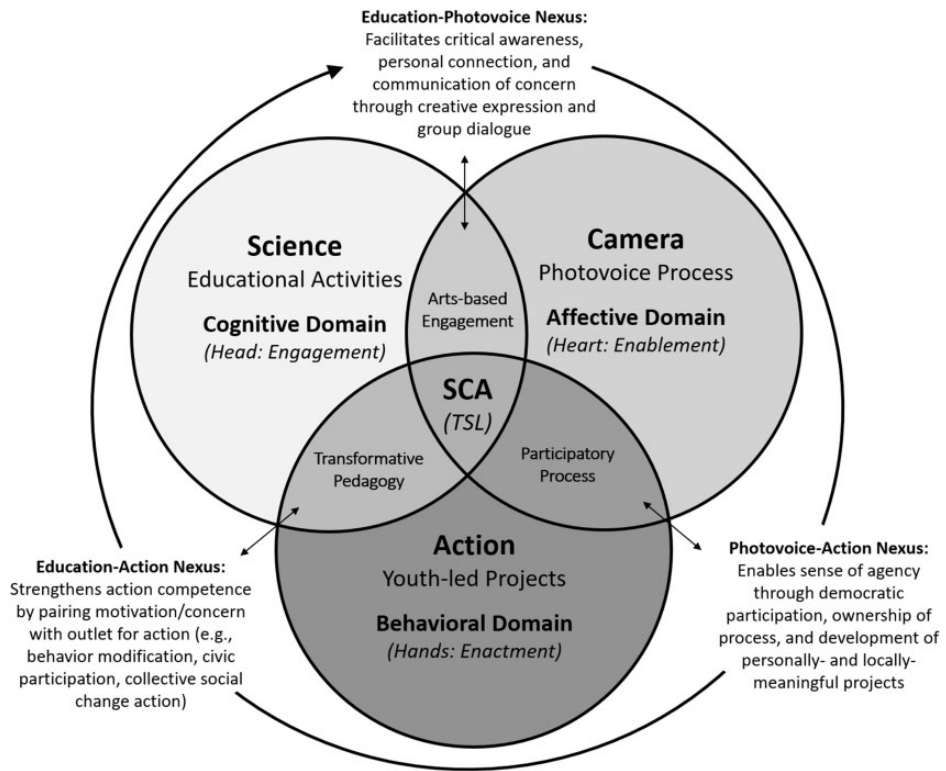 Education-Photovoice Nexus:
Facilitates critical awareness,
personal connection, and
communication of concern
through creative expression and
group dialogue
Science
Educational Activities
Cognitive Domain
(Head: Engagement)
Camera
Photovoice Process
Affective Domain
(Heart: Enablement)
Arts-based
Engagement
SCA
(TSL)
Transformative
Pedagogy
Participatory
Process
Action
Youth-led Projects
Behavioral Domain
(Hands: Enactment)
Education-Action Nexus:
Strengthens action competence
by pairing motivation/concern
with outlet for action (e.g.,
behavior modification, civic
participation, collective social
change action)
Photovoice-Action Nexus:
Enables sense of agency
through democratic
participation, ownership of
process, and development of
personally- and locally-
meaningful projects